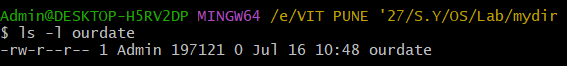 Admin@DESKTOP-H5RV2DP MINGW64 /e/VIT PUNE '27/S.Y/OS/Lab/mydir
$ ls -l ourdate
-rw-r--r-- 1 Admin 197121 0 Jul 16 10:48 ourdate